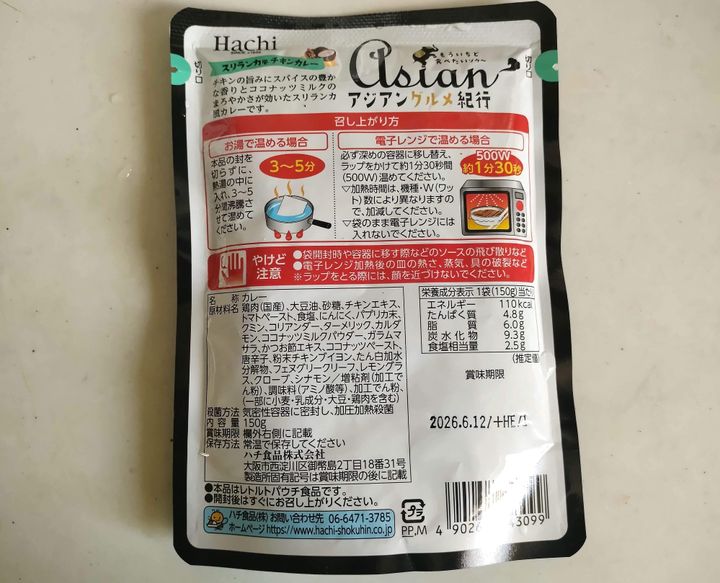 Hachi
SINCE 1845
スリランカ風 チキンカレー
チキンの旨みにスパイスの豊か
な香りとココナッツミルクの
まろやかさが効いたスリランカ
風カレーです。
もういちど
食べたいソウ〜
asian
アジアングルメ紀行
切り口
切り口
召し上がり方
お湯で温める場合
本品の封を
切らずに、
熱湯の中に
入れ、3〜5
分間沸騰さ
せて温めて
ください。
3〜5分
電子レンジで温める場合
必ず深めの容器に移し替え、
ラップをかけて約1分30秒間
(500W)温めてください。
▽加熱時間は、機種・W(ワッ
ト)数により異なりますの
で、加減してください。
▽袋のまま電子レンジには
入れないでください。
500W
約1分30秒
やけど
注意
●袋開封時や容器に移す際などのソースの飛び散りなど
●電子レンジ加熱後の皿の熱さ、蒸気、具の破裂など
※ラップをとる際には、顔を近づけないでください。
名称 カレー
原材料名 鶏肉(国産)、大豆油、砂糖、チキンエキス、
トマトペースト、食塩、にんにく、パプリカ末、
クミン、コリアンダー、ターメリック、カルダ
モン、ココナッツミルクパウダー、ガラムマサ
ラ、かつお節エキス、ココナッツペースト、
唐辛子、粉末チキンブイヨン、たん白加水
分解物、フェヌグリークリーフ、レモングラ
ス、クローブ、シナモン/増粘剤(加工でん
粉)、調味料(アミノ酸等)、加工でん粉、
(一部に小麦・乳成分・大豆・鶏肉を含む)
殺菌方法 気密性容器に密封し、加圧加熱殺菌
内容量 150g
賞味期限 欄外右側に記載
保存方法 常温で保存してください
ハチ食品株式会社
大阪市西淀川区御幣島2丁目18番31号
製造所固有記号は賞味期限の後に記載
栄養成分表示 1袋(150g)当たり
エネルギー 110kcal
たんぱく質 4.8g
脂質 6.0g
炭水化物 9.3g
食塩相当量 2.5g
(推定値)
賞味期限
2026.6.12/+HE/1
●本品はレトルトパウチ食品です。
●開封後はすぐにお召し上がりください。
ハチ食品(株) お問い合わせ先 06-6471-3785
ホームページ https://www.hachi-shokuhin.co.jp
プラ
PP,M
4 902 3099